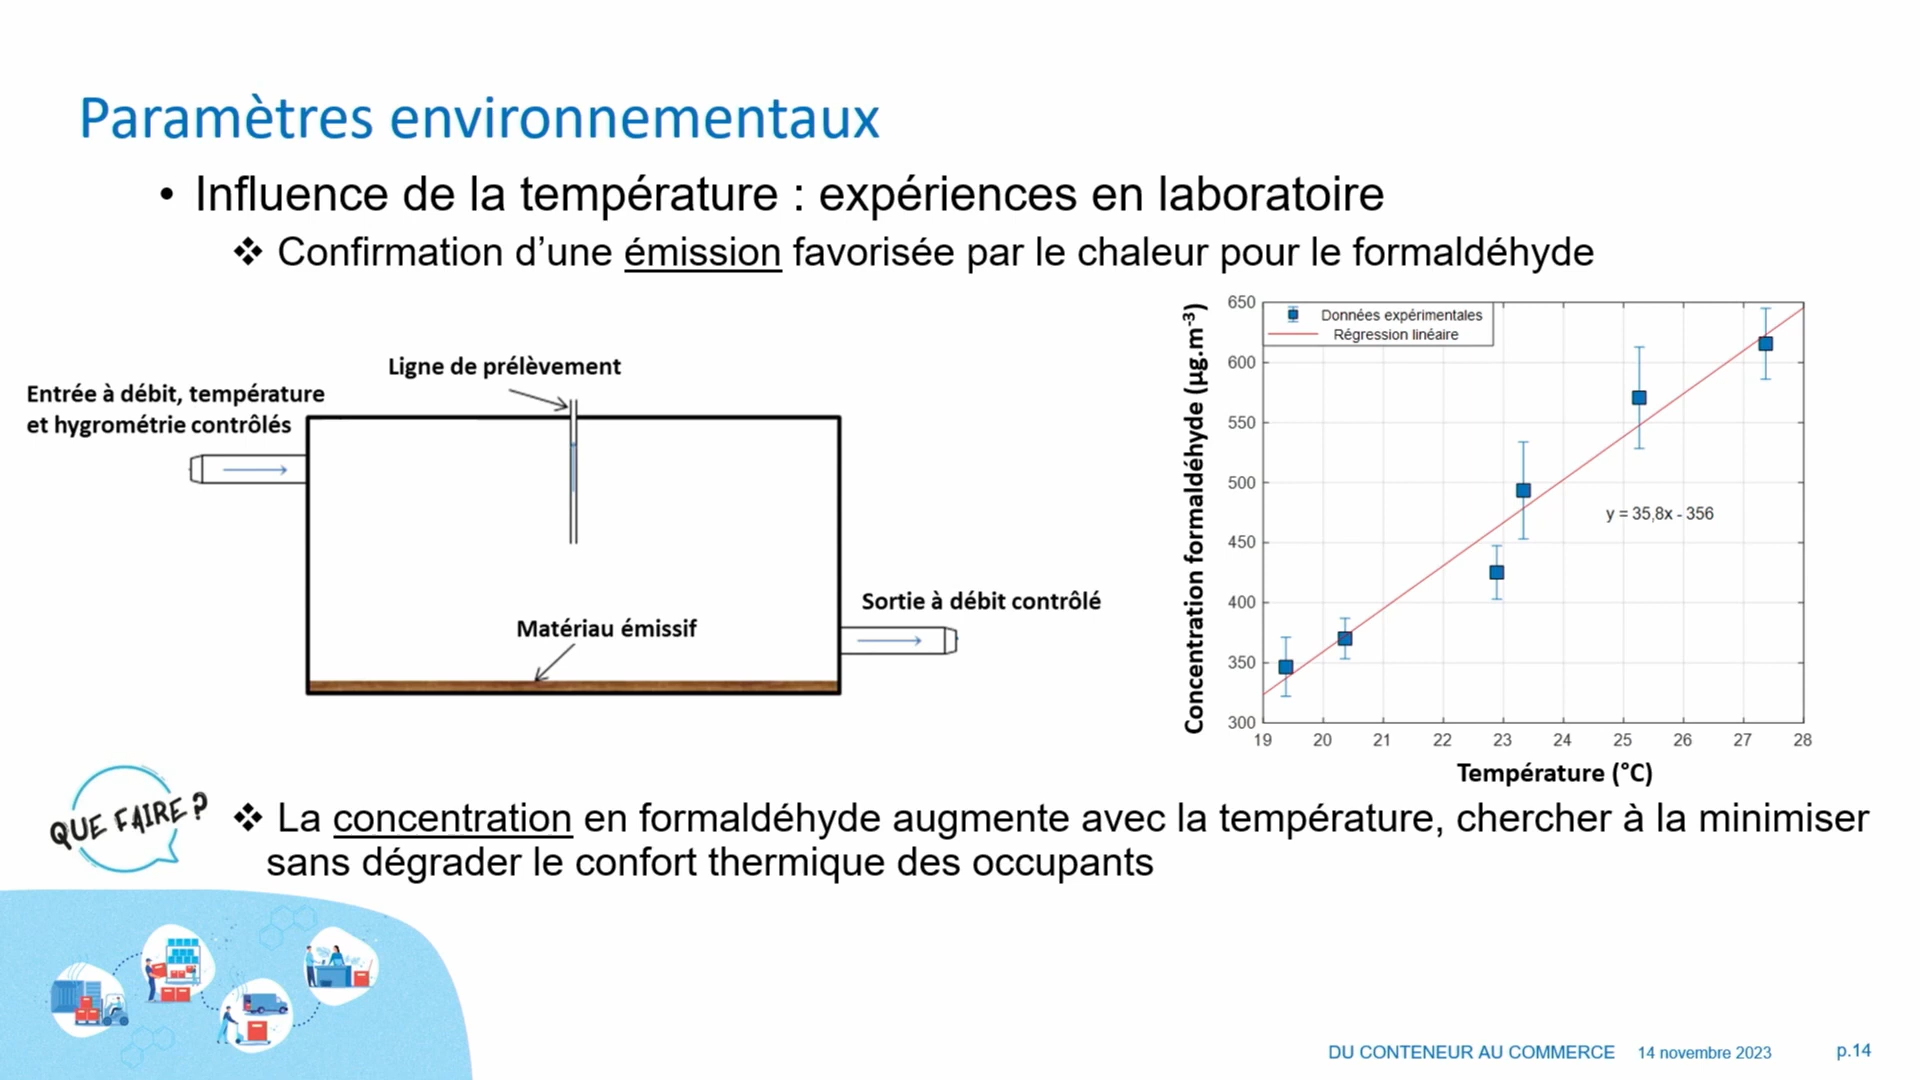 Paramètres environnementaux
• Influence de la température : expériences en laboratoire
❖ Confirmation d’une émission favorisée par le chaleur pour le formaldéhyde
Ligne de prélèvement
Entrée à débit, température
et hygrométrie contrôlés
Matériau émissif
Sortie à débit contrôlé
Concentration formaldéhyde (µg.m⁻³)
650
600
550
500
450
400
350
300
Données expérimentales
Régression linéaire
y = 35,8x - 356
19 20 21 22 23 24 25 26 27 28
Température (°C)
QUE FAIRE ?
❖ La concentration en formaldéhyde augmente avec la température, chercher à la minimiser
sans dégrader le confort thermique des occupants
DU CONTENEUR AU COMMERCE 14 novembre 2023 p.14